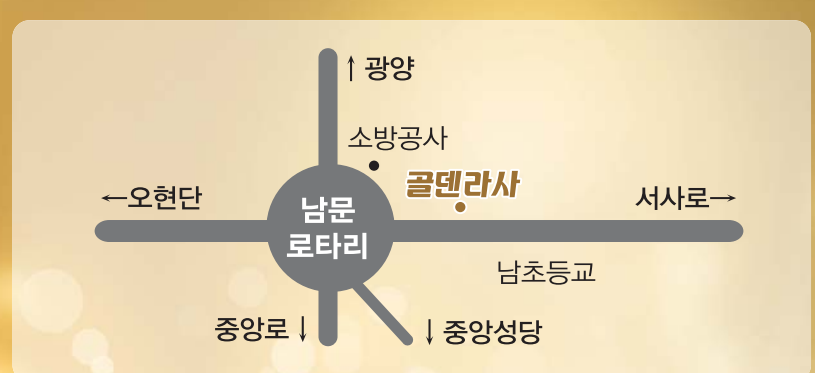 ↑ 광양
소방공사
골덴라사
←오현단
서사로→
남문
로타리
남초등교
중앙로 ↓
↓ 중앙성당